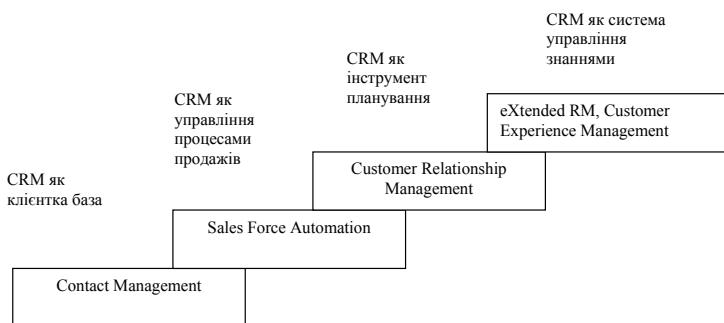 CRM як система
управління
знаннями
CRM як
інструмент
планування
CRM як
управління
процесами
продажів
CRM як
клієнтка база
eXtended RM, Customer
Experience Management
Customer Relationship
Management
Sales Force Automation
Contact Management